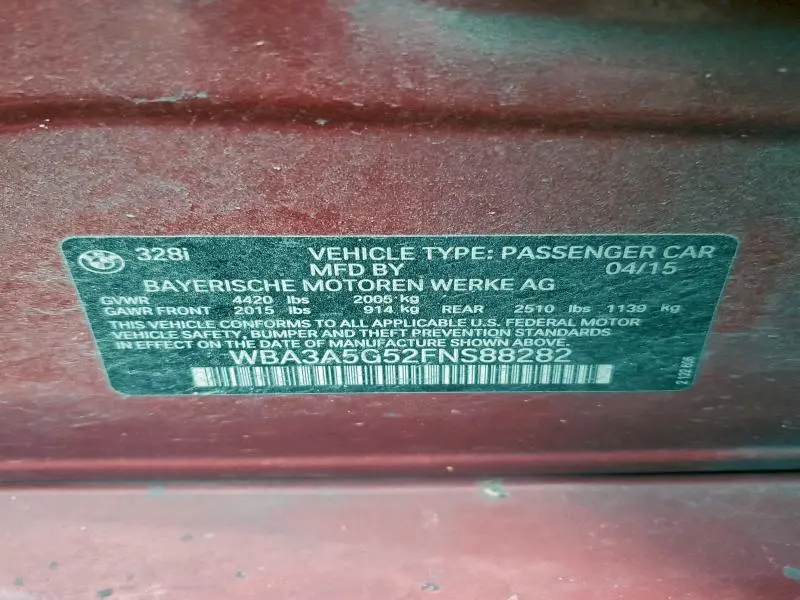 BMW 328i VEHICLE TYPE: PASSENGER CAR
MFD BY 04/15
BAYERISCHE MOTOREN WERKE AG
GVWR 4420 lbs 2005 kg
GAWR FRONT 2015 lbs 914 kg REAR 2510 lbs 1139 kg
THIS VEHICLE CONFORMS TO ALL APPLICABLE U.S. FEDERAL MOTOR
VEHICLE SAFETY, BUMPER AND THEFT PREVENTION STANDARDS
IN EFFECT ON THE DATE OF MANUFACTURE SHOWN ABOVE.
WBA3A5G52FNS88282